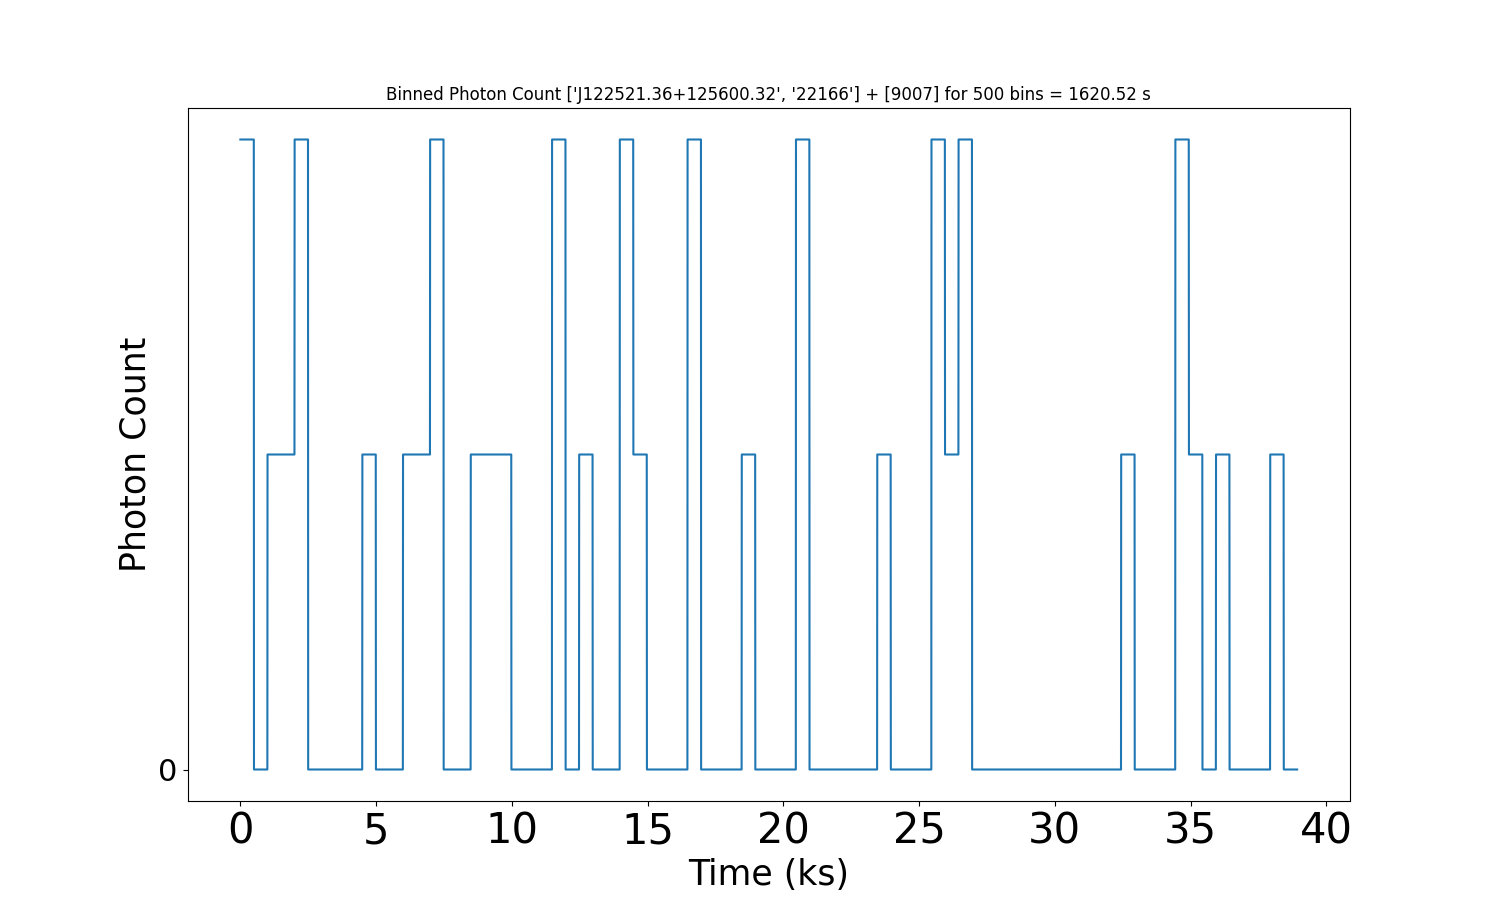 Binned Photon Count ['J122521.36+125600.32', '22166'] + [9007] for 500 bins = 1620.52 s
Photon Count
0
0 5 10 15 20 25 30 35 40
Time (ks)